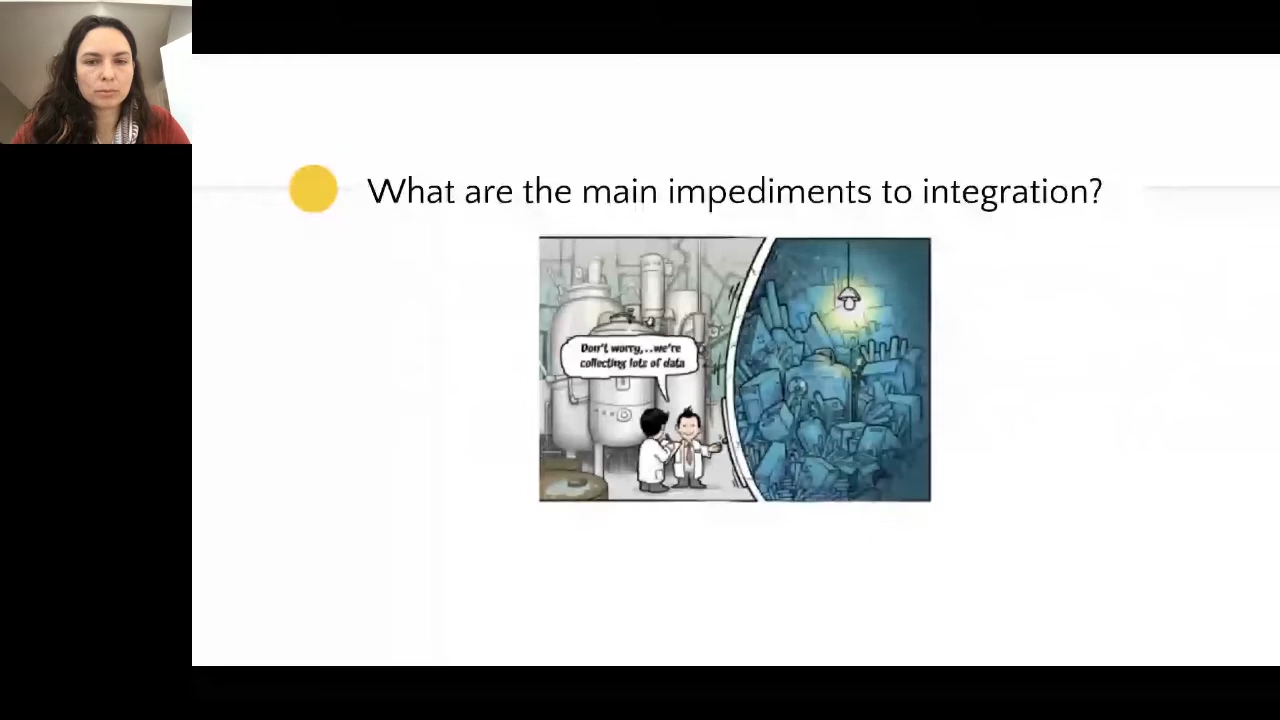 What are the main impediments to integration?
Don't worry,..we're
collecting lots of data